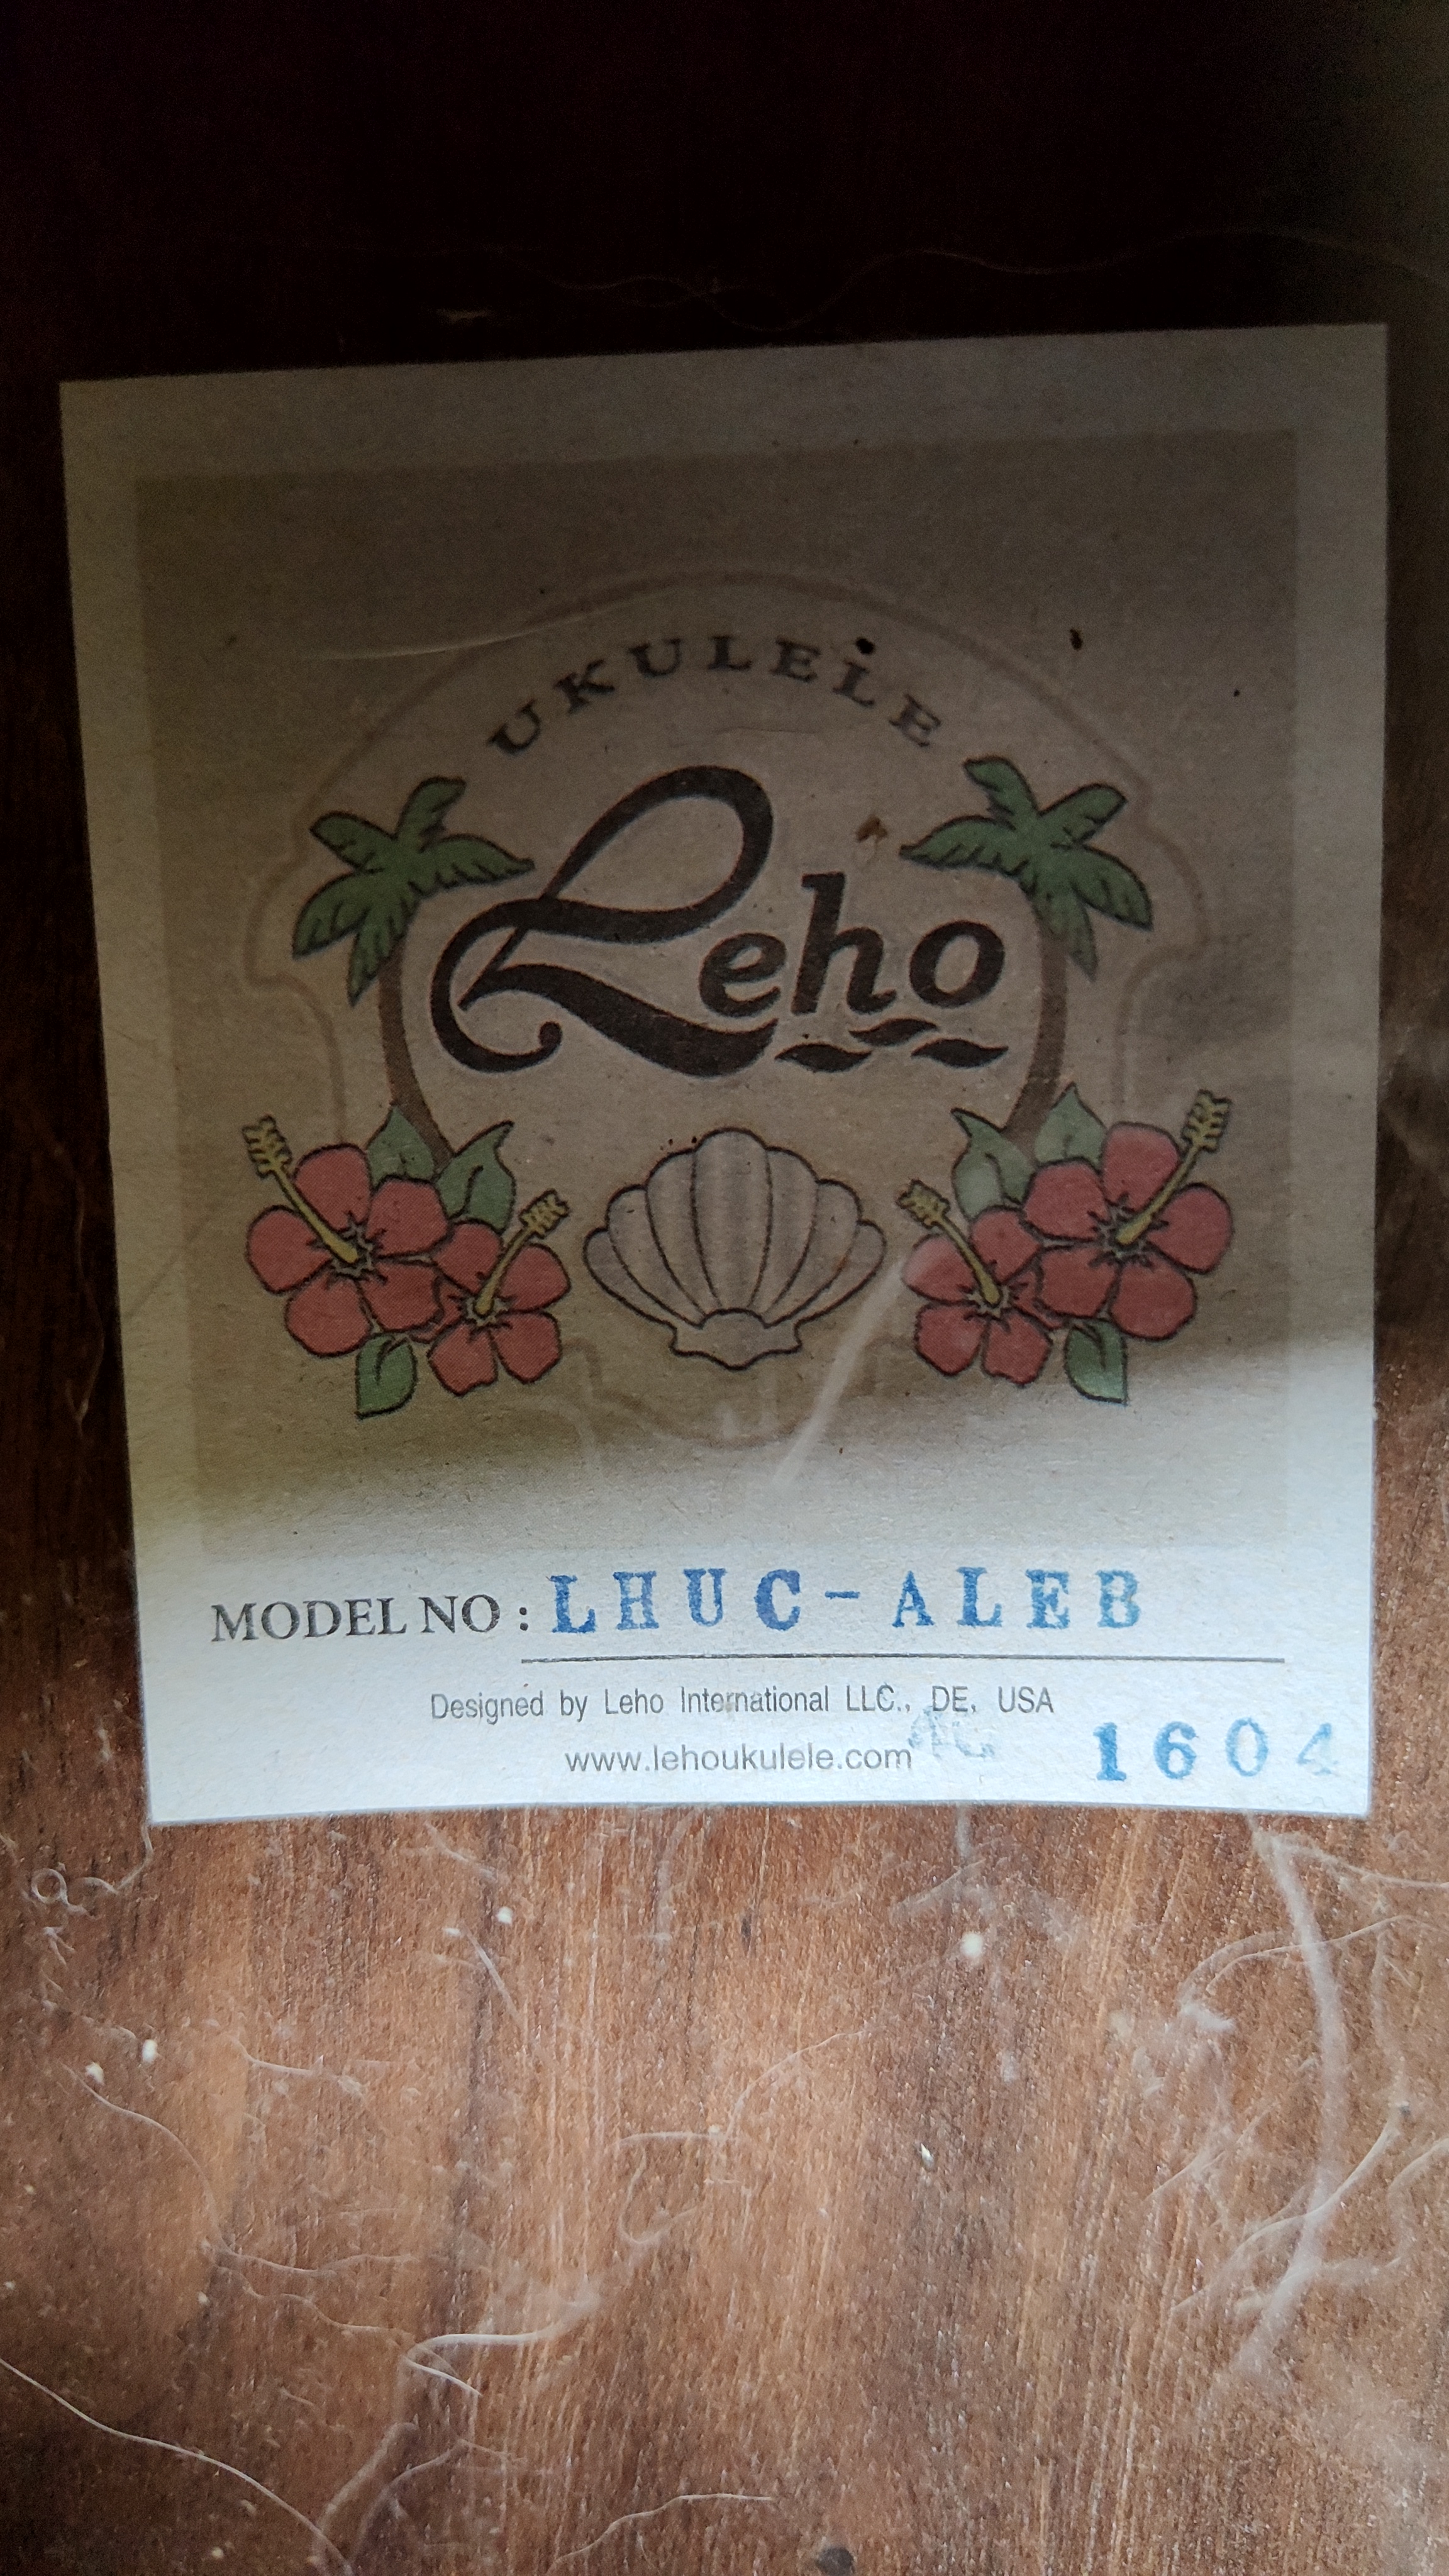 UKULELE
Leho
MODEL NO : LHUC-ALEB
Designed by Leho International LLC., DE, USA
www.lehoukulele.com
1604